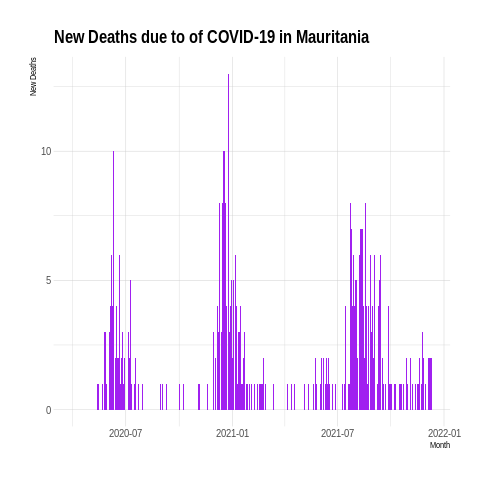 New Deaths due to of COVID-19 in Mauritania
New Deaths
10
5
0
2020-07
2021-01
2021-07
2022-01
Month